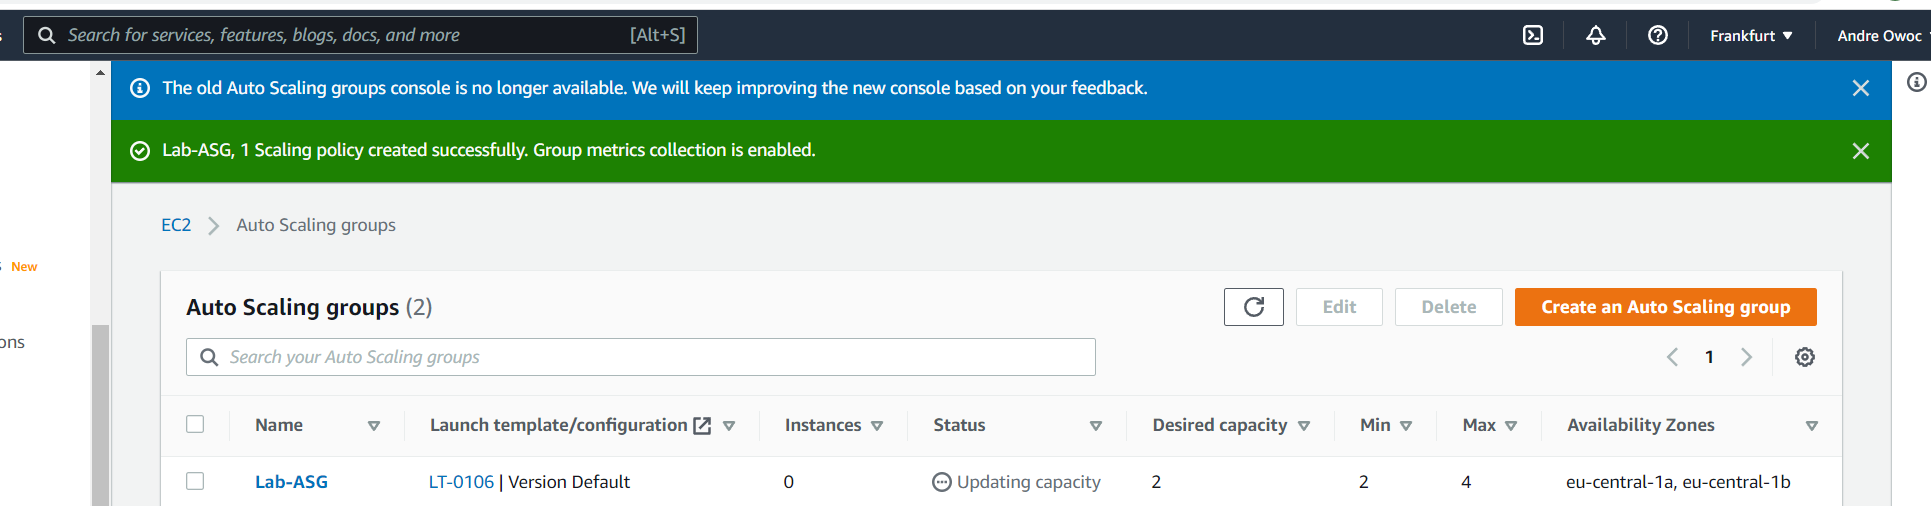 Search for services, features, blogs, docs, and more [Alt+S] Frankfurt Andre Owoc
The old Auto Scaling groups console is no longer available. We will keep improving the new console based on your feedback.
Lab-ASG, 1 Scaling policy created successfully. Group metrics collection is enabled.
EC2 Auto Scaling groups
New
Auto Scaling groups (2) Edit Delete Create an Auto Scaling group
ons
Search your Auto Scaling groups 1
Name Launch template/configuration Instances Status Desired capacity Min Max Availability Zones
Lab-ASG LT-0106 | Version Default 0 Updating capacity 2 2 4 eu-central-1a, eu-central-1b